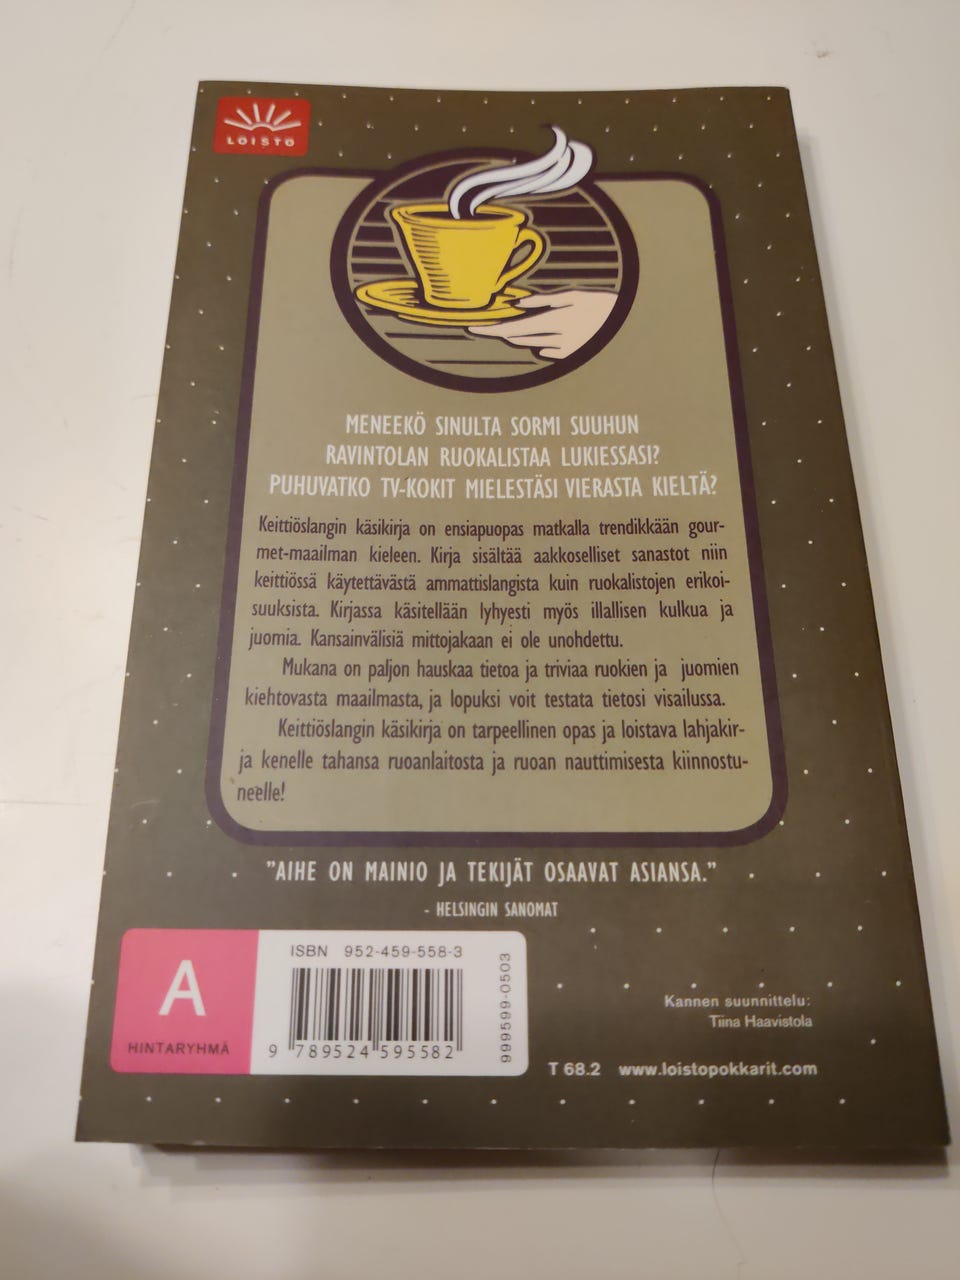 LOISTO
MENEEKÖ SINULTA SORMI SUUHUN
RAVINTOLAN RUOKALISTAA LUKIESSASI?
PUHUVATKO TV-KOKIT MIELESTÄSI VIERASTA KIELTÄ?
Keittiöslangin käsikirja on ensiapuopas matkalla trendikkään gour-
met-maailman kieleen. Kirja sisältää aakkoselliset sanastot niin
keittiössä käytettävästä ammattislangista kuin ruokalistojen erikoi-
suuksista. Kirjassa käsitellään lyhyesti myös illallisen kulkua ja
juomia. Kansainvälisiä mittojakaan ei ole unohdettu.
Mukana on paljon hauskaa tietoa ja triviaa ruokien ja juomien
kiehtovasta maailmasta, ja lopuksi voit testata tietosi visailussa.
Keittiöslangin käsikirja on tarpeellinen opas ja loistava lahjakir-
ja kenelle tahansa ruoanlaitosta ja ruoan nauttimisesta kiinnostu-
neelle!
"AIHE ON MAINIO JA TEKIJÄT OSAAVAT ASIANSA."
- HELSINGIN SANOMAT
A
HINTARYHMÄ
ISBN 952-459-558-3
9 789524 595582
999599-0503
Kannen suunnittelu:
Tiina Haavistola
T 68.2 www.loistopokkarit.com